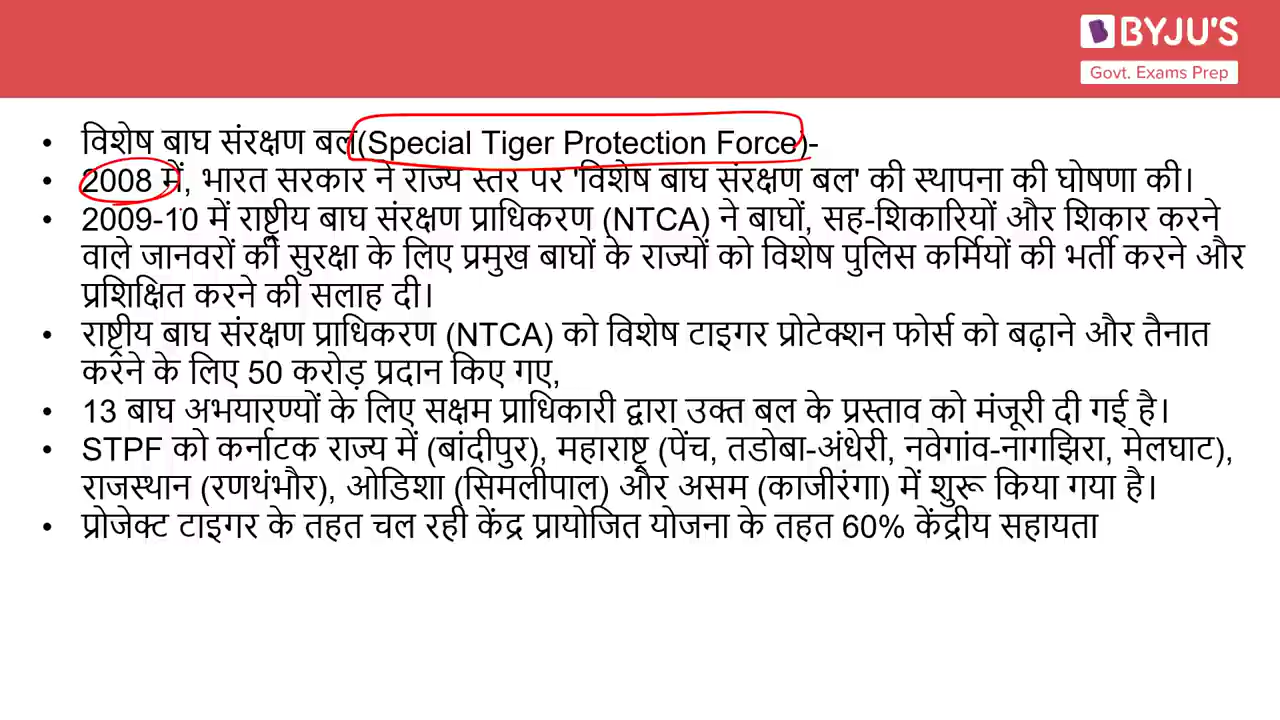 BYJU'S
Govt. Exams Prep
• विशेष बाघ संरक्षण बल(Special Tiger Protection Force)-
• 2008 में, भारत सरकार ने राज्य स्तर पर 'विशेष बाघ संरक्षण बल' की स्थापना की घोषणा की।
• 2009-10 में राष्ट्रीय बाघ संरक्षण प्राधिकरण (NTCA) ने बाघों, सह-शिकारियों और शिकार करने
वाले जानवरों की सुरक्षा के लिए प्रमुख बाघों के राज्यों को विशेष पुलिस कर्मियों की भर्ती करने और
प्रशिक्षित करने की सलाह दी।
• राष्ट्रीय बाघ संरक्षण प्राधिकरण (NTCA) को विशेष टाइगर प्रोटेक्शन फोर्स को बढ़ाने और तैनात
करने के लिए 50 करोड़ प्रदान किए गए,
• 13 बाघ अभयारण्यों के लिए सक्षम प्राधिकारी द्वारा उक्त बल के प्रस्ताव को मंजूरी दी गई है।
• STPF को कर्नाटक राज्य में (बांदीपुर), महाराष्ट्र (पेंच, तडोबा-अंधेरी, नवेगांव-नागझिरा, मेलघाट),
राजस्थान (रणथंभौर), ओडिशा (सिमलीपाल) और असम (काजीरंगा) में शुरू किया गया है।
• प्रोजेक्ट टाइगर के तहत चल रही केंद्र प्रायोजित योजना के तहत 60% केंद्रीय सहायता